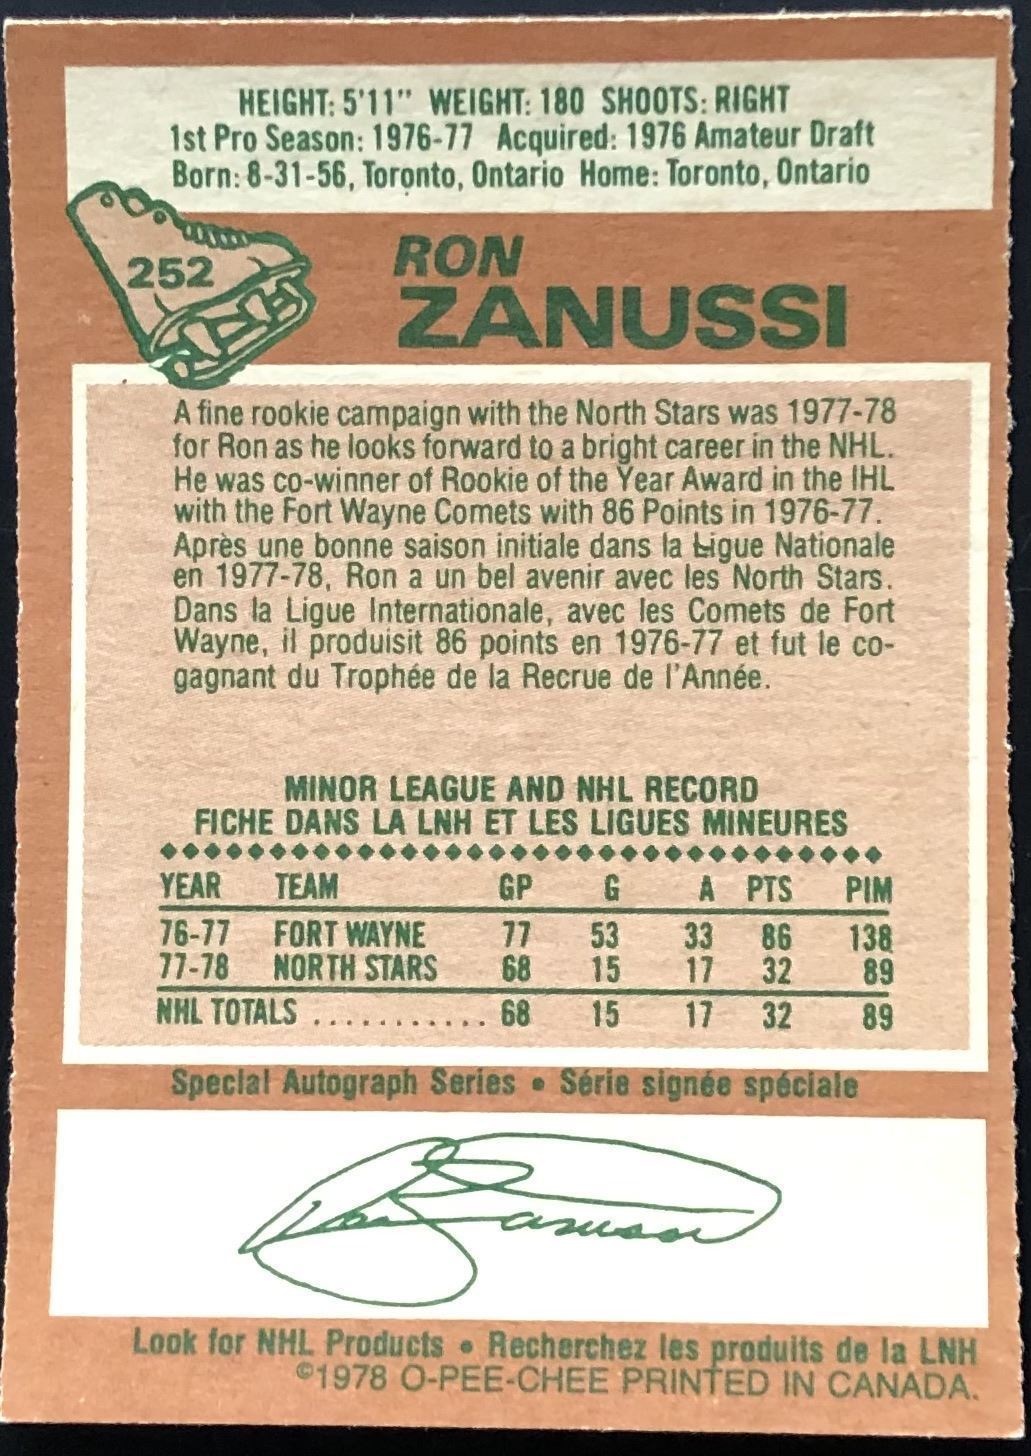 HEIGHT: 5'11" WEIGHT: 180 SHOOTS: RIGHT
1st Pro Season: 1976-77 Acquired: 1976 Amateur Draft
Born: 8-31-56, Toronto, Ontario Home: Toronto, Ontario
252
RON
ZANUSSI
A fine rookie campaign with the North Stars was 1977-78
for Ron as he looks forward to a bright career in the NHL.
He was co-winner of Rookie of the Year Award in the IHL
with the Fort Wayne Comets with 86 Points in 1976-77.
Après une bonne saison initiale dans la Ligue Nationale
en 1977-78, Ron a un bel avenir avec les North Stars.
Dans la Ligue Internationale, avec les Comets de Fort
Wayne, il produisit 86 points en 1976-77 et fut le co-
gagnant du Trophée de la Recrue de l'Année.
MINOR LEAGUE AND NHL RECORD
FICHE DANS LA LNH ET LES LIGUES MINEURES
YEAR TEAM GP G A PTS PIM
76-77 FORT WAYNE 77 53 33 86 138
77-78 NORTH STARS 68 15 17 32 89
NHL TOTALS ........... 68 15 17 32 89
Special Autograph Series • Série signée spéciale
Ron Zanussi
Look for NHL Products • Recherchez les produits de la LNH
©1978 O-PEE-CHEE PRINTED IN CANADA.